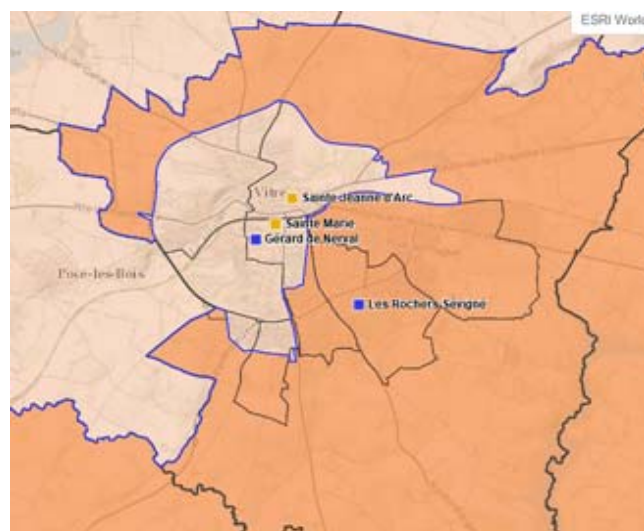 ESRI World
Vitré
Sainte-Jeanne d'Arc
Sainte Marie
Gérard de Nerval
Pocé-les-Bois
Les Rochers-Sévigné